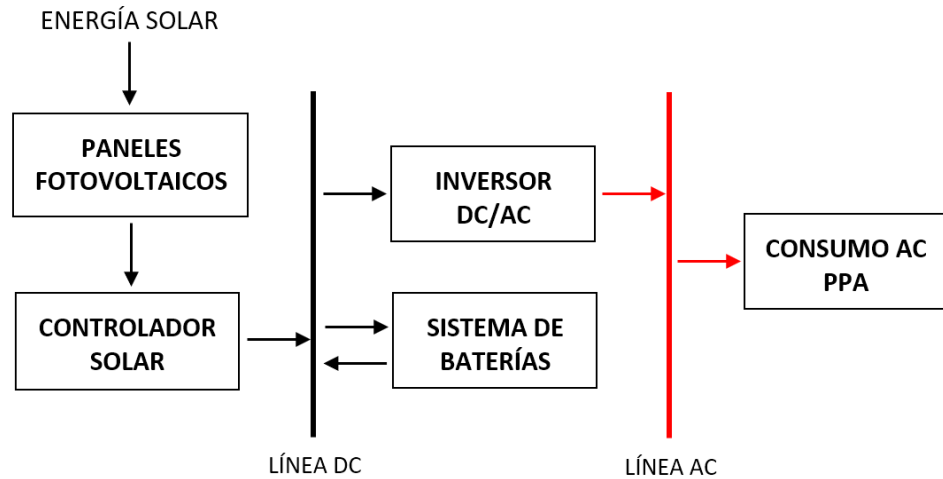 ENERGÍA SOLAR
PANELES
FOTOVOLTAICOS
CONTROLADOR
SOLAR
LÍNEA DC
INVERSOR
DC/AC
SISTEMA DE
BATERÍAS
LÍNEA AC
CONSUMO AC
PPA